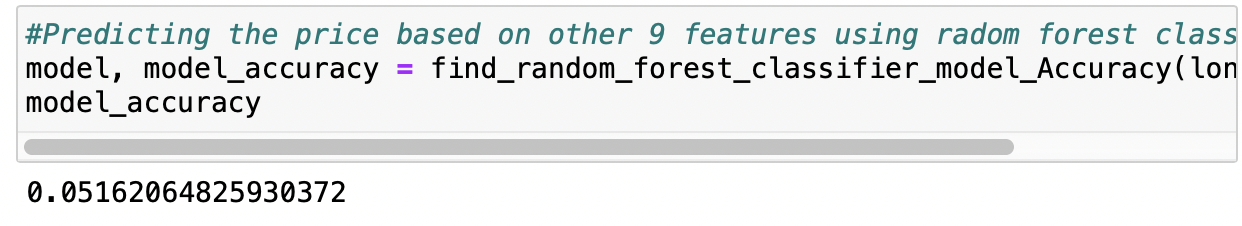 #Predicting the price based on other 9 features using radom forest class
model, model_accuracy = find_random_forest_classifier_model_Accuracy(lon
model_accuracy
0.05162064825930372